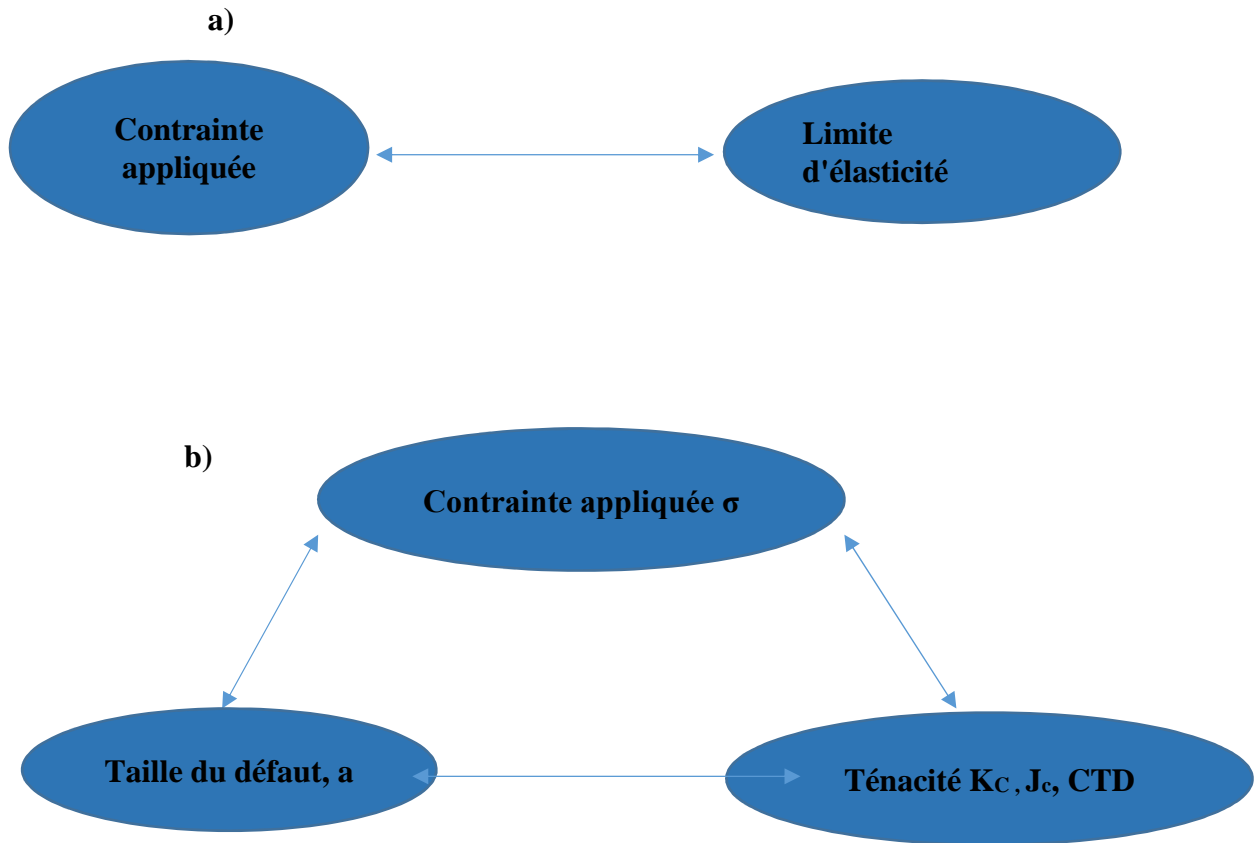 a)
Contrainte
appliquée
Limite
d'élasticité
b)
Contrainte appliquée σ
Taille du défaut, a
Ténacité KC , Jc, CTD